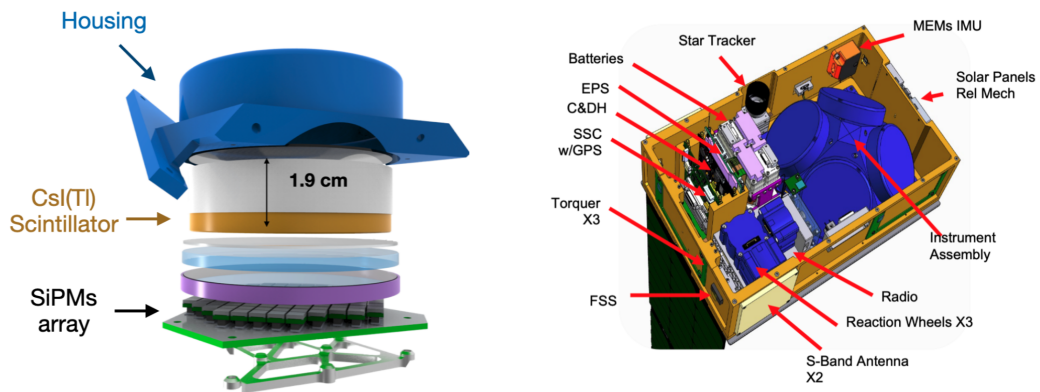 Housing
1.9 cm
CsI(Tl)
Scintillator
SiPMs
array
MEMs IMU
Star Tracker
Batteries
Solar Panels
Rel Mech
EPS
C&DH
SSC
w/GPS
Torquer
X3
Instrument
Assembly
FSS
Radio
Reaction Wheels X3
S-Band Antenna
X2